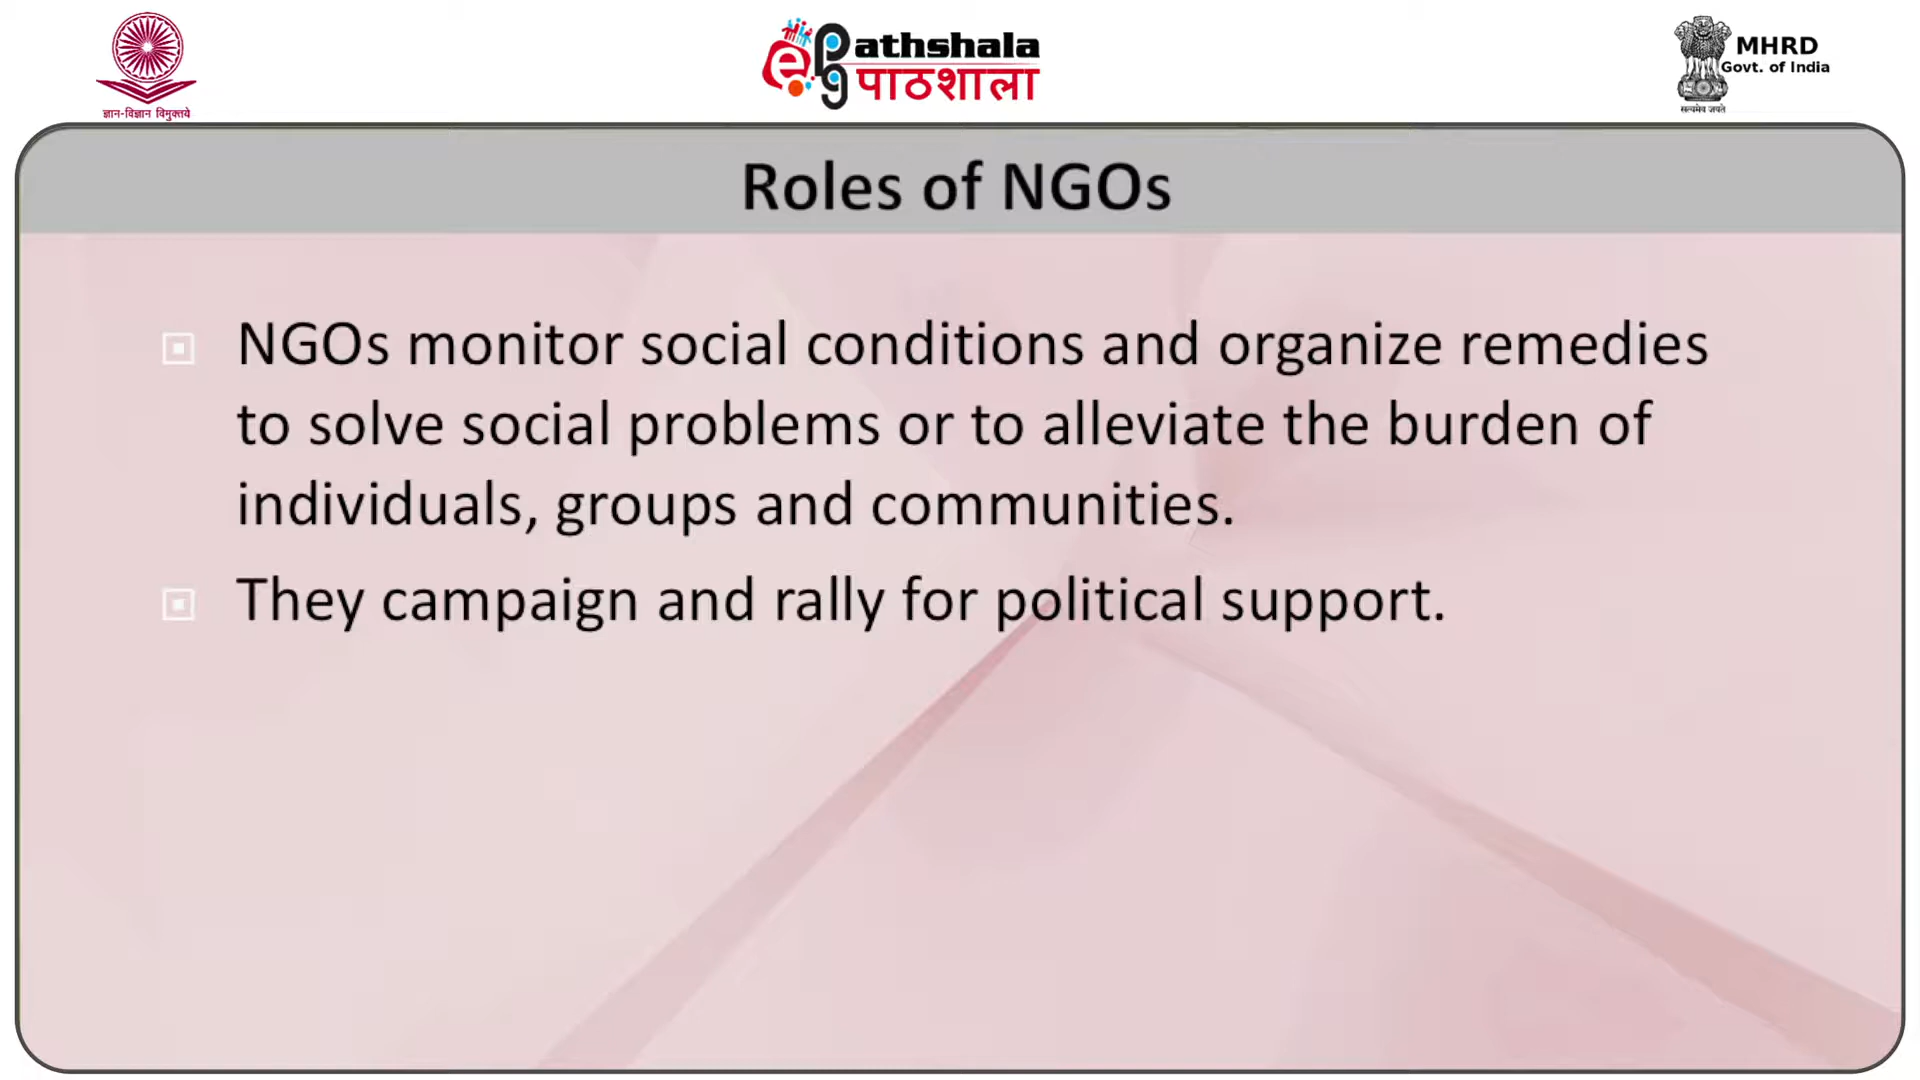 ज्ञान-विज्ञान विमुक्तये
e PG Pathshala
पाठशाला
MHRD
Govt. of India
सत्यमेव जयते
Roles of NGOs
NGOs monitor social conditions and organize remedies
to solve social problems or to alleviate the burden of
individuals, groups and communities.
They campaign and rally for political support.